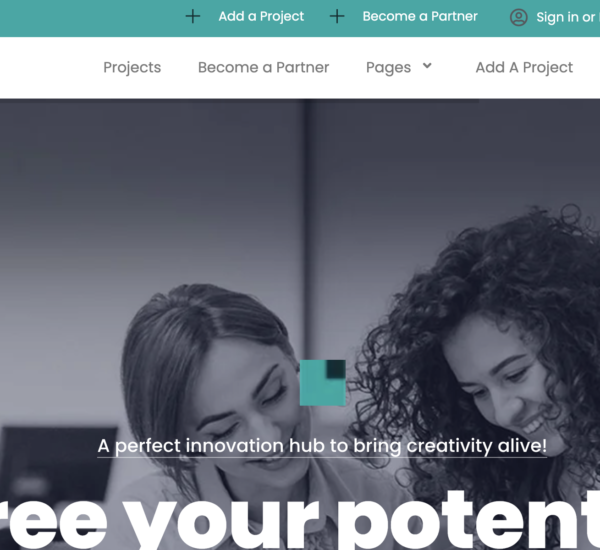 Add a Project Become a Partner Sign in or
Projects Become a Partner Pages Add A Project
A perfect innovation hub to bring creativity alive!
ree your potent